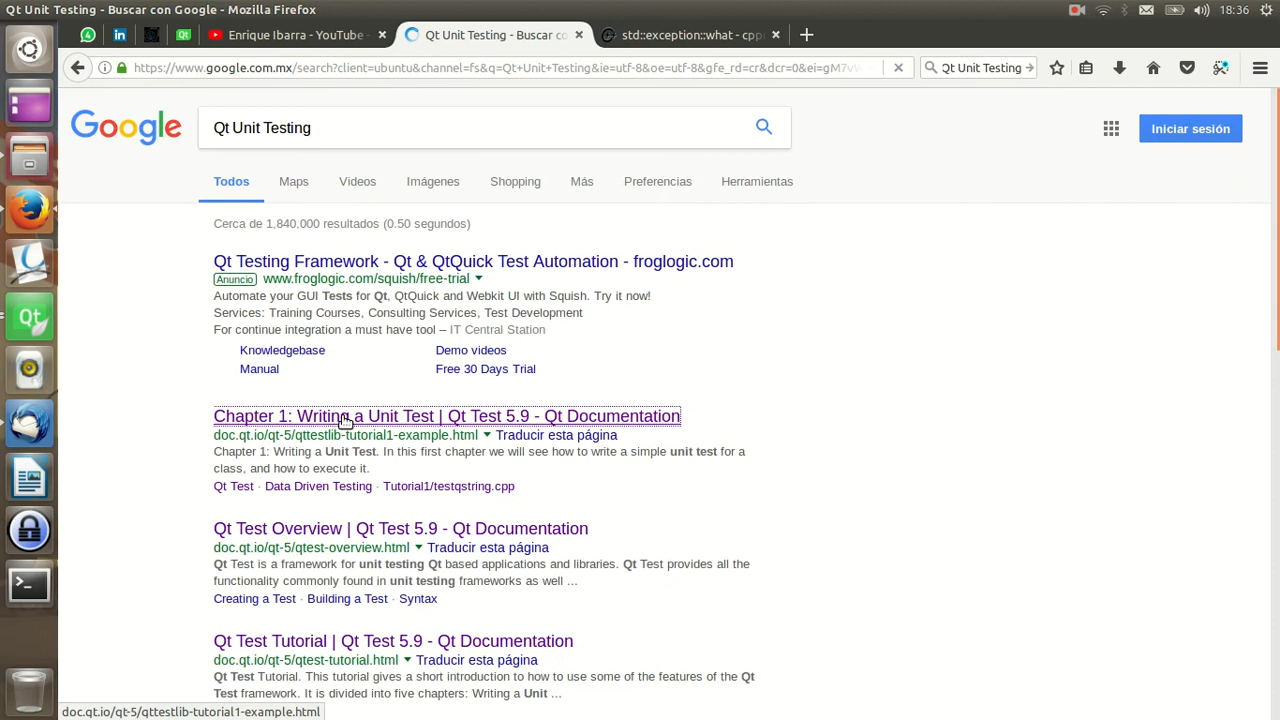 Qt Unit Testing - Buscar con Google - Mozilla Firefox
18:36
Enrique Ibarra - YouTube -
Qt Unit Testing - Buscar co
std::exception::what - cpp
https://www.google.com.mx/search?client=ubuntu&channel=fs&q=Qt+Unit+Testing&ie=utf-8&oe=utf-8&gfe_rd=cr&dcr=0&ei=gM7v
Qt Unit Testing
Google
Qt Unit Testing
Iniciar sesión
Todos
Maps
Videos
Imágenes
Shopping
Más
Preferencias
Herramientas
Cerca de 1,840,000 resultados (0.50 segundos)
Qt Testing Framework - Qt & QtQuick Test Automation - froglogic.com
Anuncio www.froglogic.com/squish/free-trial
Automate your GUI Tests for Qt, QtQuick and Webkit UI with Squish. Try it now!
Services: Training Courses, Consulting Services, Test Development
For continue integration a must have tool – IT Central Station
Knowledgebase
Demo videos
Manual
Free 30 Days Trial
Chapter 1: Writing a Unit Test | Qt Test 5.9 - Qt Documentation
doc.qt.io/qt-5/qttestlib-tutorial1-example.html Traducir esta página
Chapter 1: Writing a Unit Test. In this first chapter we will see how to write a simple unit test for a
class, and how to execute it.
Qt Test · Data Driven Testing · Tutorial1/testqstring.cpp
Qt Test Overview | Qt Test 5.9 - Qt Documentation
doc.qt.io/qt-5/qtest-overview.html Traducir esta página
Qt Test is a framework for unit testing Qt based applications and libraries. Qt Test provides all the
functionality commonly found in unit testing frameworks as well ...
Creating a Test · Building a Test · Syntax
Qt Test Tutorial | Qt Test 5.9 - Qt Documentation
doc.qt.io/qt-5/qtest-tutorial.html Traducir esta página
Qt Test Tutorial. This tutorial gives a short introduction to how to use some of the features of the Qt
Test framework. It is divided into five chapters: Writing a Unit ...
doc.qt.io/qt-5/qttestlib-tutorial1-example.html